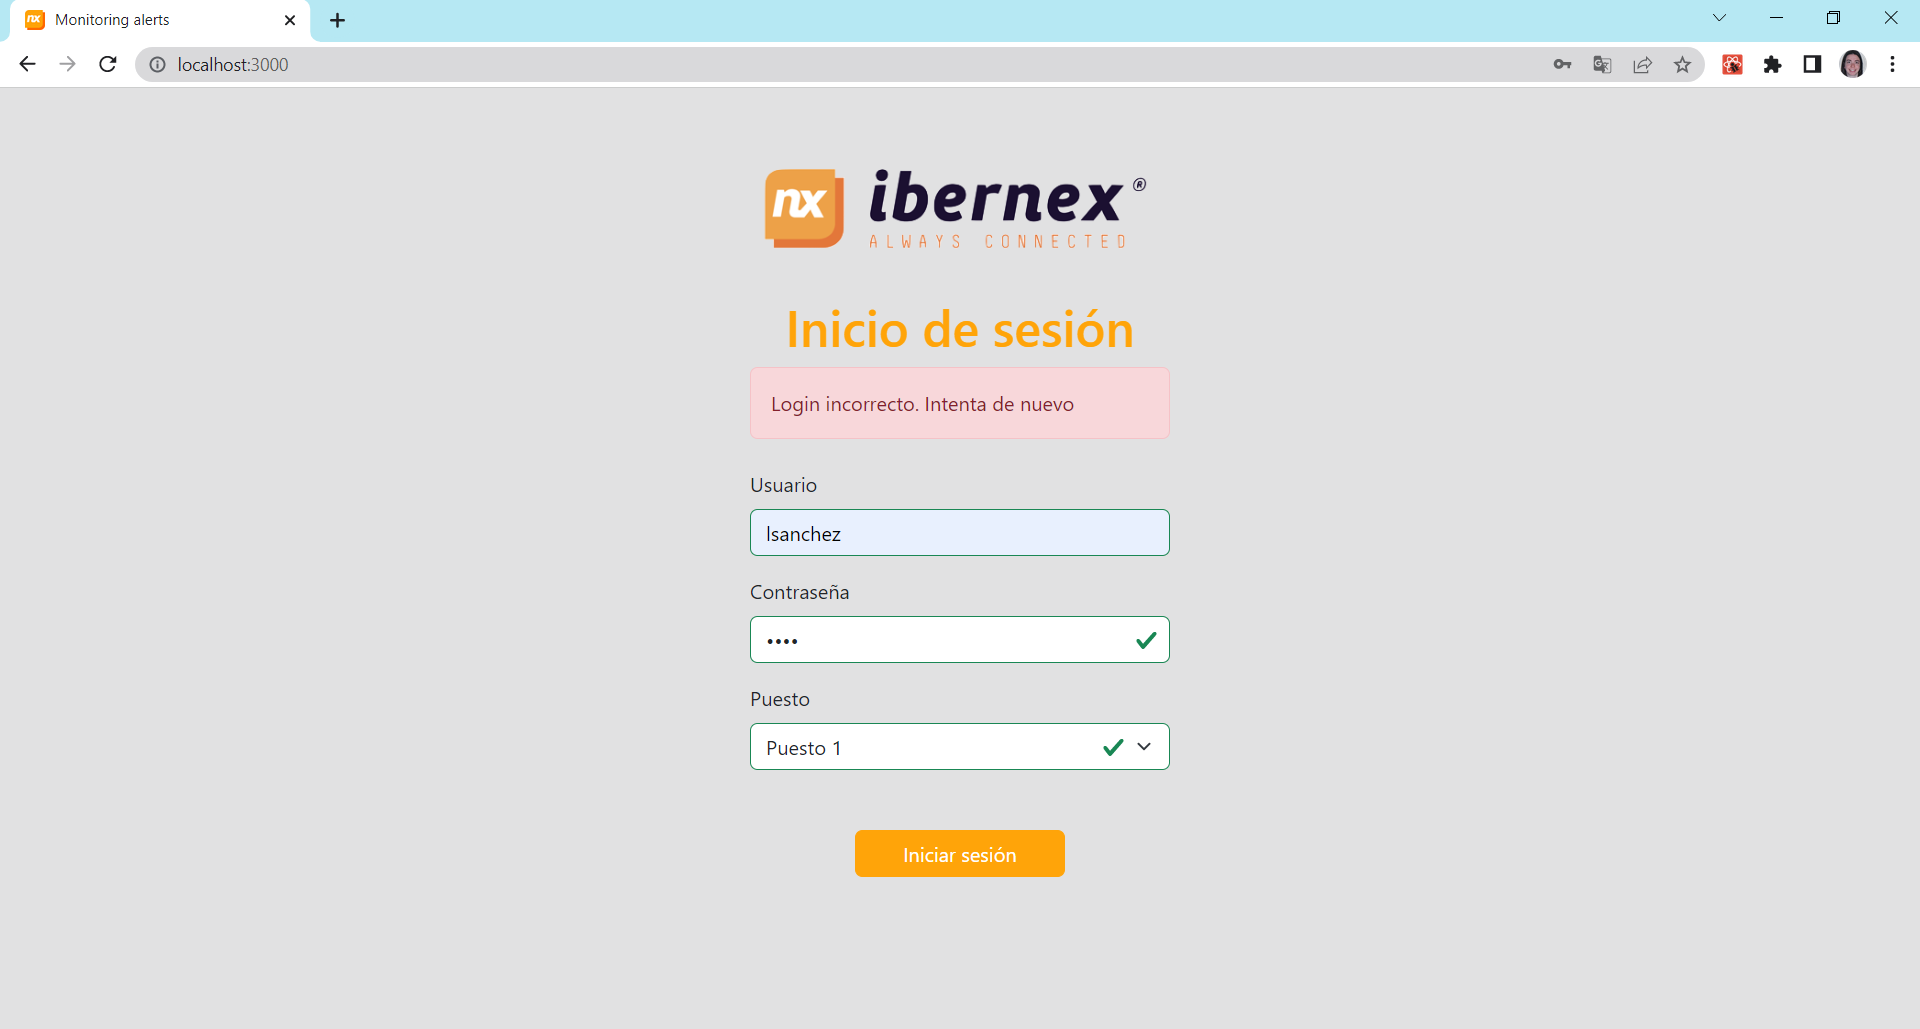 nx Monitoring alerts
localhost:3000
nx ibernex ®
ALWAYS CONNECTED
Inicio de sesión
Login incorrecto. Intenta de nuevo
Usuario
lsanchez
Contraseña
••••
Puesto
Puesto 1
Iniciar sesión